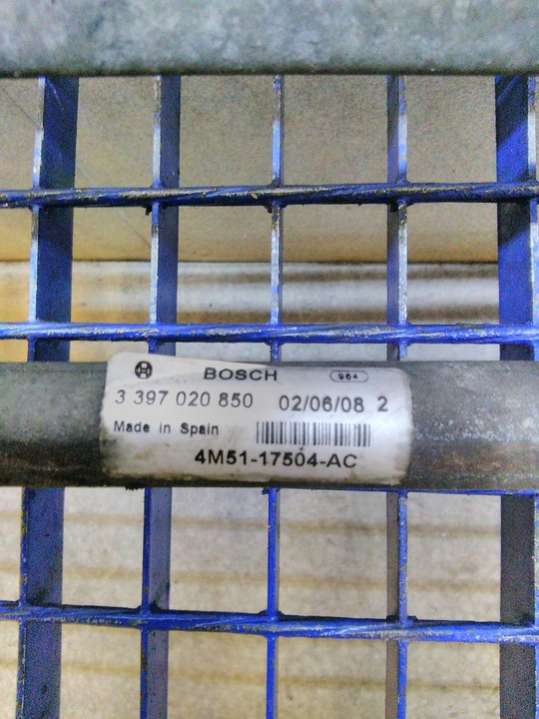 BOSCH 964
3 397 020 850 02/06/08 2
Made in Spain
4M51-17504-AC